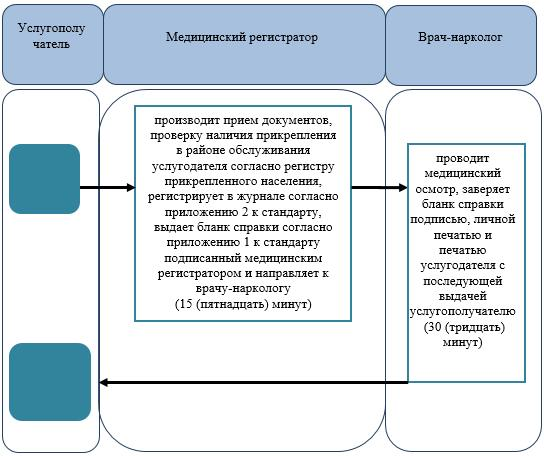 Услугополу
чатель
Медицинский регистратор
Врач-нарколог
производит прием документов,
проверку наличия прикрепления
в районе обслуживания
услугодателя согласно регистру
прикрепленного населения,
регистрирует в журнале согласно
приложению 2 к стандарту,
выдает бланк справки согласно
приложению 1 к стандарту
подписанный медицинским
регистратором и направляет к
врачу-наркологу
(15 (пятнадцать) минут)
проводит
медицинский
осмотр, заверяет
бланк справки
подписью, личной
печатью и
печатью
услугодателя с
последующей
выдачей
услугополучателю
(30 (тридцать)
минут)